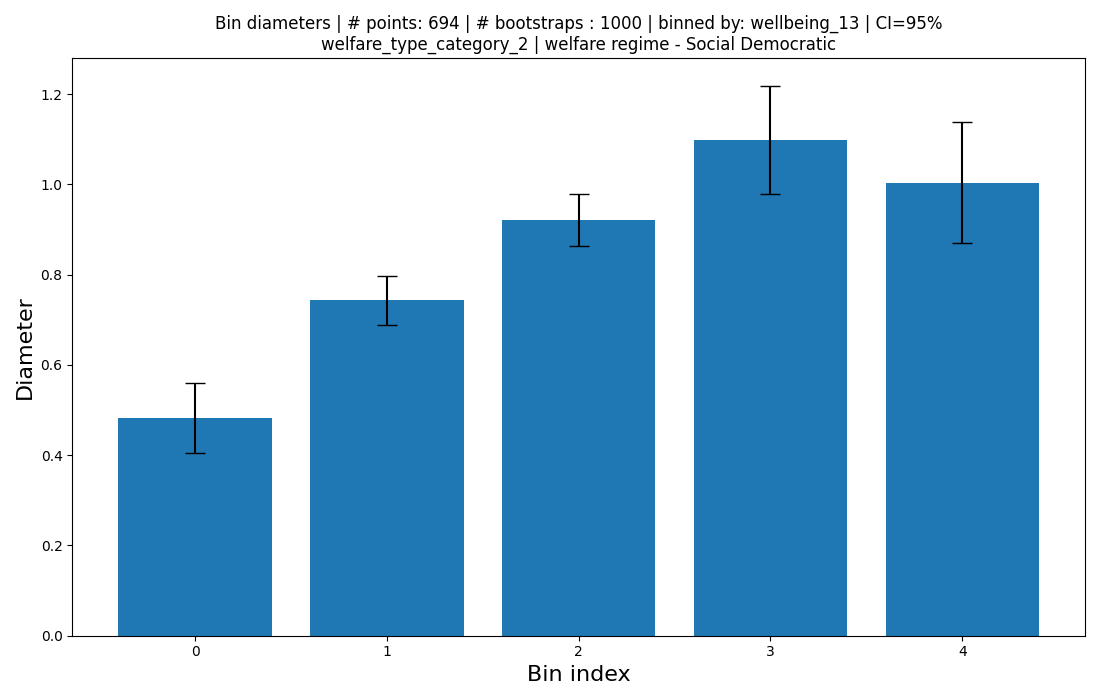 Bin diameters | # points: 694 | # bootstraps : 1000 | binned by: wellbeing_13 | CI=95%
welfare_type_category_2 | welfare regime - Social Democratic
1.2
1.0
0.8
0.6
0.4
0.2
0.0
Diameter
0 1 2 3 4
Bin index